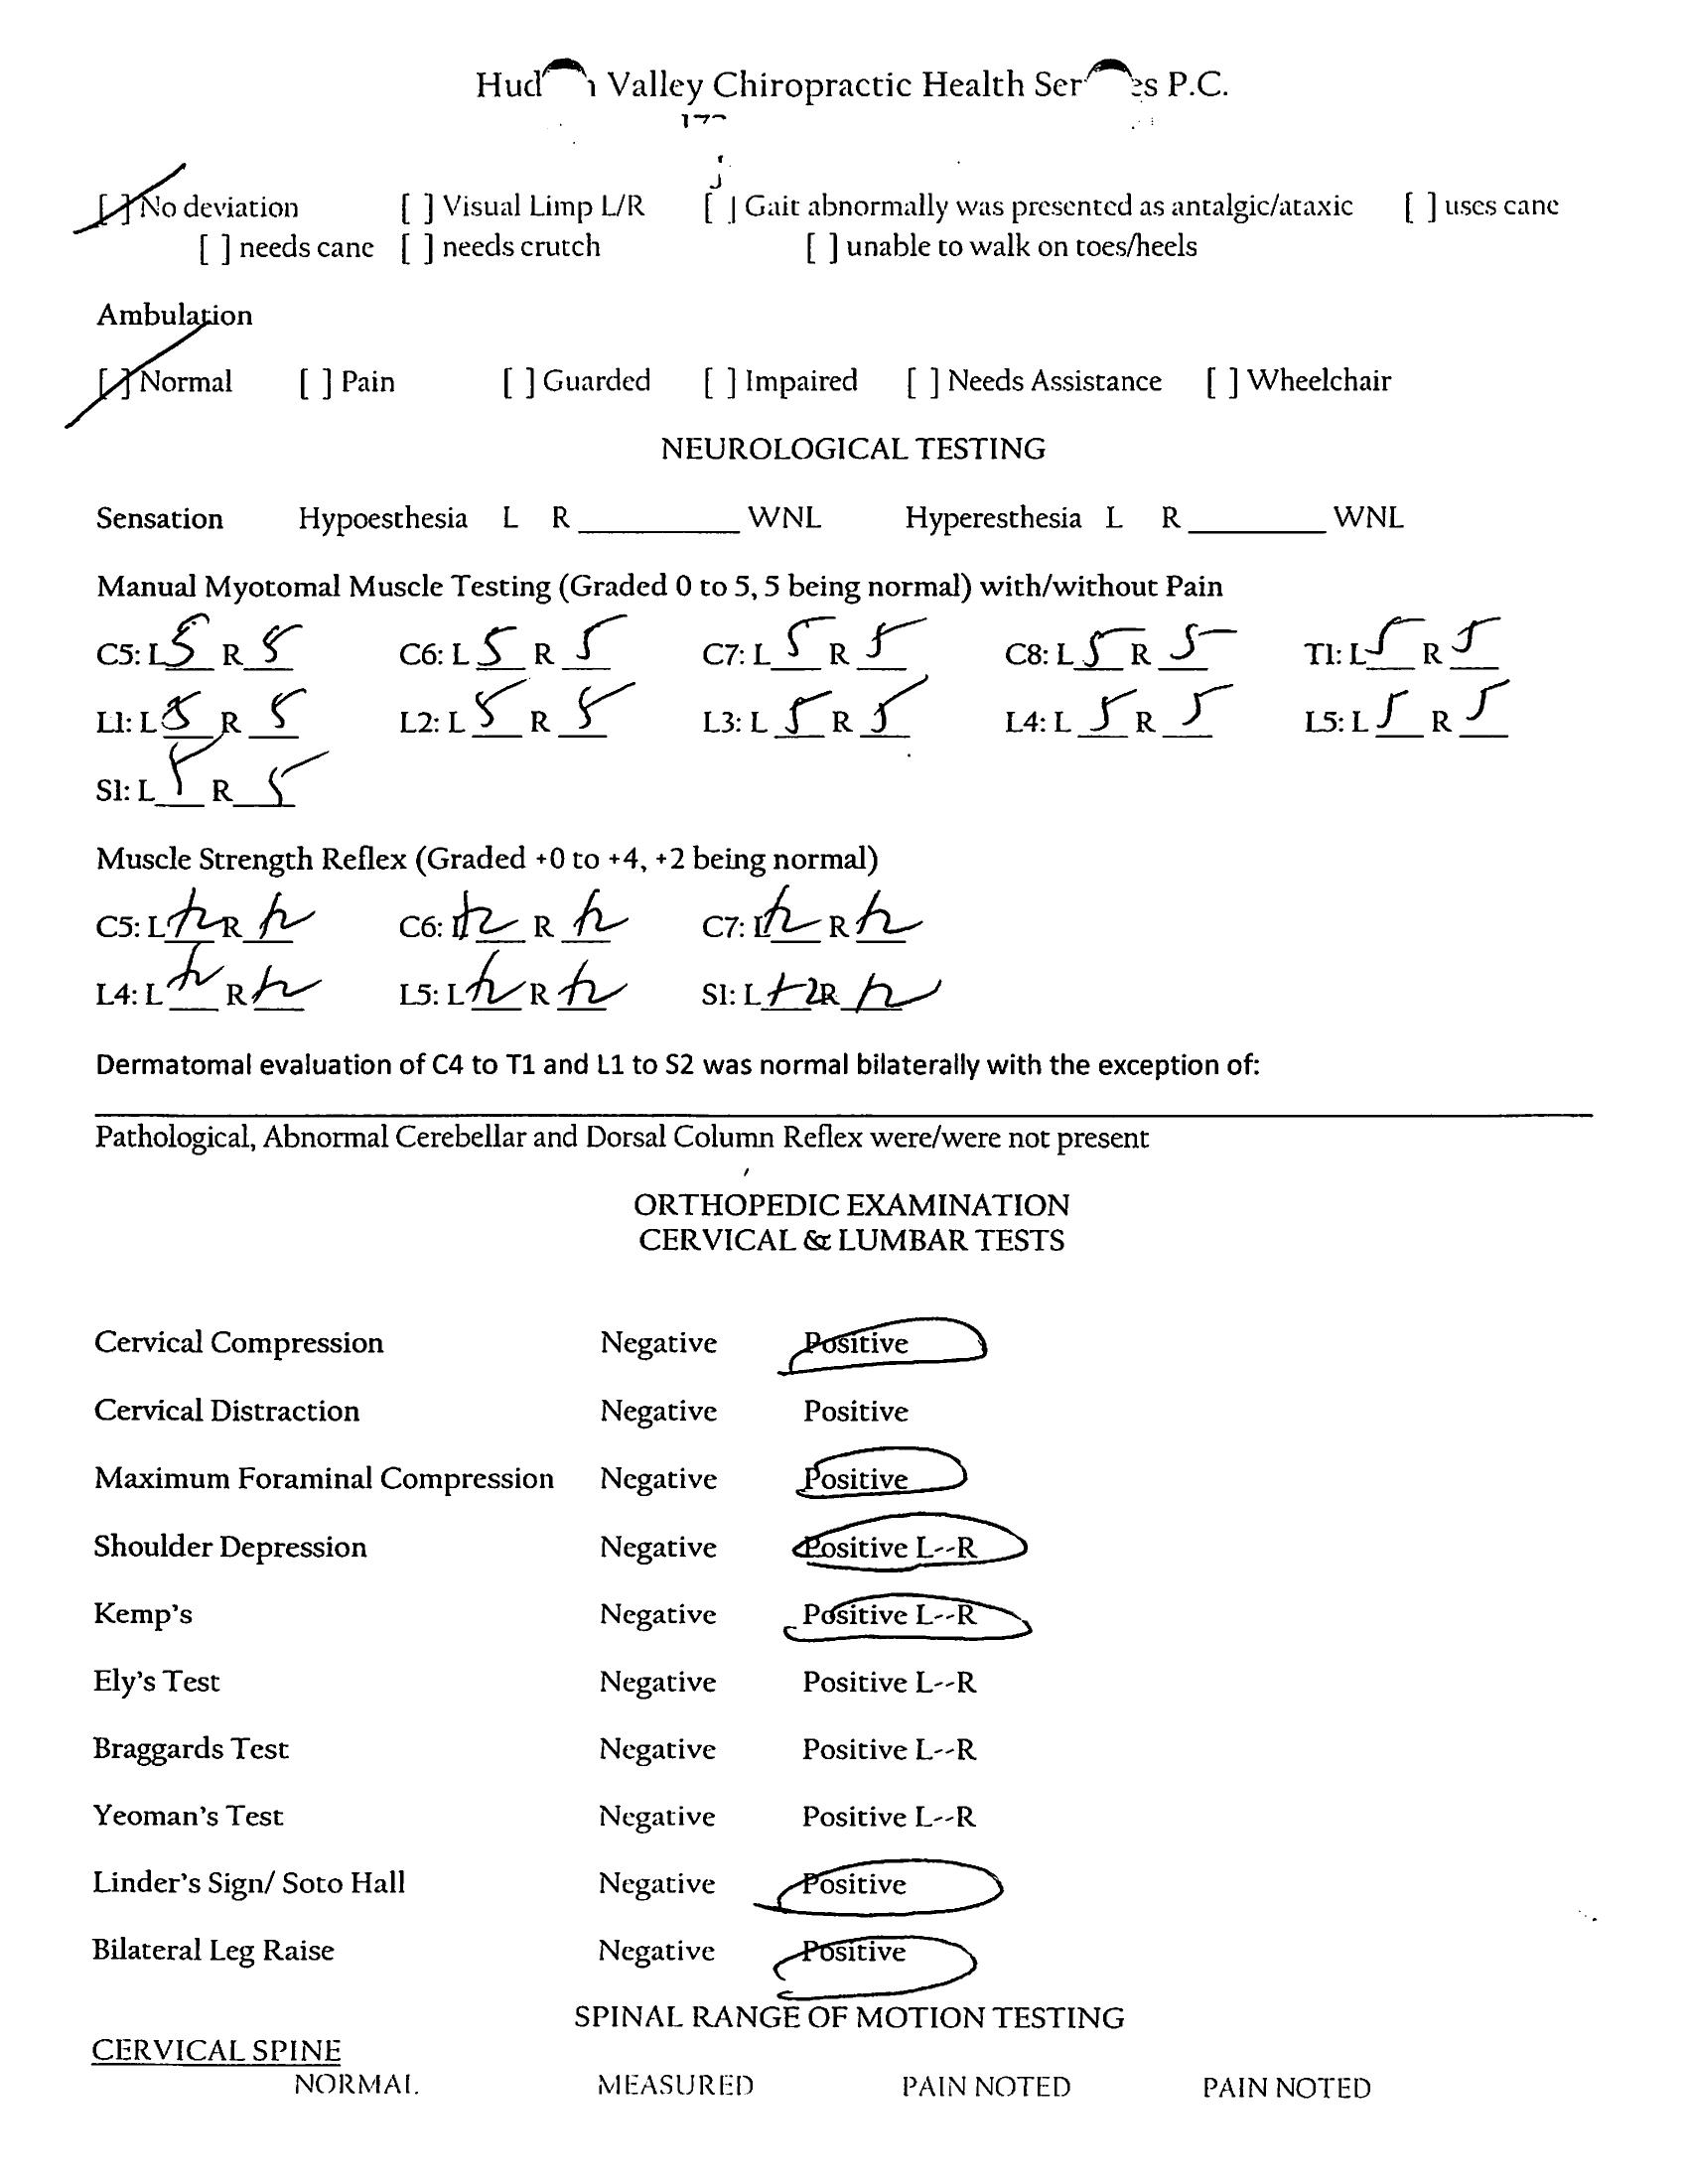 Hud n Valley Chiropractic Health Ser es P.C.
[ ] No deviation [ ] Visual Limp L/R [ ] Gait abnormally was presented as antalgic/ataxic [ ] uses cane
[ ] needs cane [ ] needs crutch [ ] unable to walk on toes/heels
Ambulation
[ ] Normal [ ] Pain [ ] Guarded [ ] Impaired [ ] Needs Assistance [ ] Wheelchair
NEUROLOGICAL TESTING
Sensation Hypoesthesia L R__________ WNL Hyperesthesia L R_________ WNL
Manual Myotomal Muscle Testing (Graded 0 to 5, 5 being normal) with/without Pain
C5: L 5 R 5 C6: L 5 R 5 C7: L 5 R 5 C8: L 5 R 5 T1: L 5 R 5
L1: L 5 R 5 L2: L 5 R 5 L3: L 5 R 5 L4: L 5 R 5 L5: L 5 R 5
S1: L 5 R 5
Muscle Strength Reflex (Graded +0 to +4, +2 being normal)
C5: L +2 R +2 C6: L +2 R +2 C7: L +2 R +2
L4: L +2 R +2 L5: L +2 R +2 S1: L +2 R +2
Dermatomal evaluation of C4 to T1 and L1 to S2 was normal bilaterally with the exception of:
Pathological, Abnormal Cerebellar and Dorsal Column Reflex were/were not present
ORTHOPEDIC EXAMINATION
CERVICAL & LUMBAR TESTS
Cervical Compression Negative Positive
Cervical Distraction Negative Positive
Maximum Foraminal Compression Negative Positive
Shoulder Depression Negative Positive L--R
Kemp's Negative Positive L--R
Ely's Test Negative Positive L--R
Braggards Test Negative Positive L--R
Yeoman's Test Negative Positive L--R
Linder's Sign/ Soto Hall Negative Positive
Bilateral Leg Raise Negative Positive
SPINAL RANGE OF MOTION TESTING
CERVICAL SPINE
NORMAL MEASURED PAIN NOTED PAIN NOTED